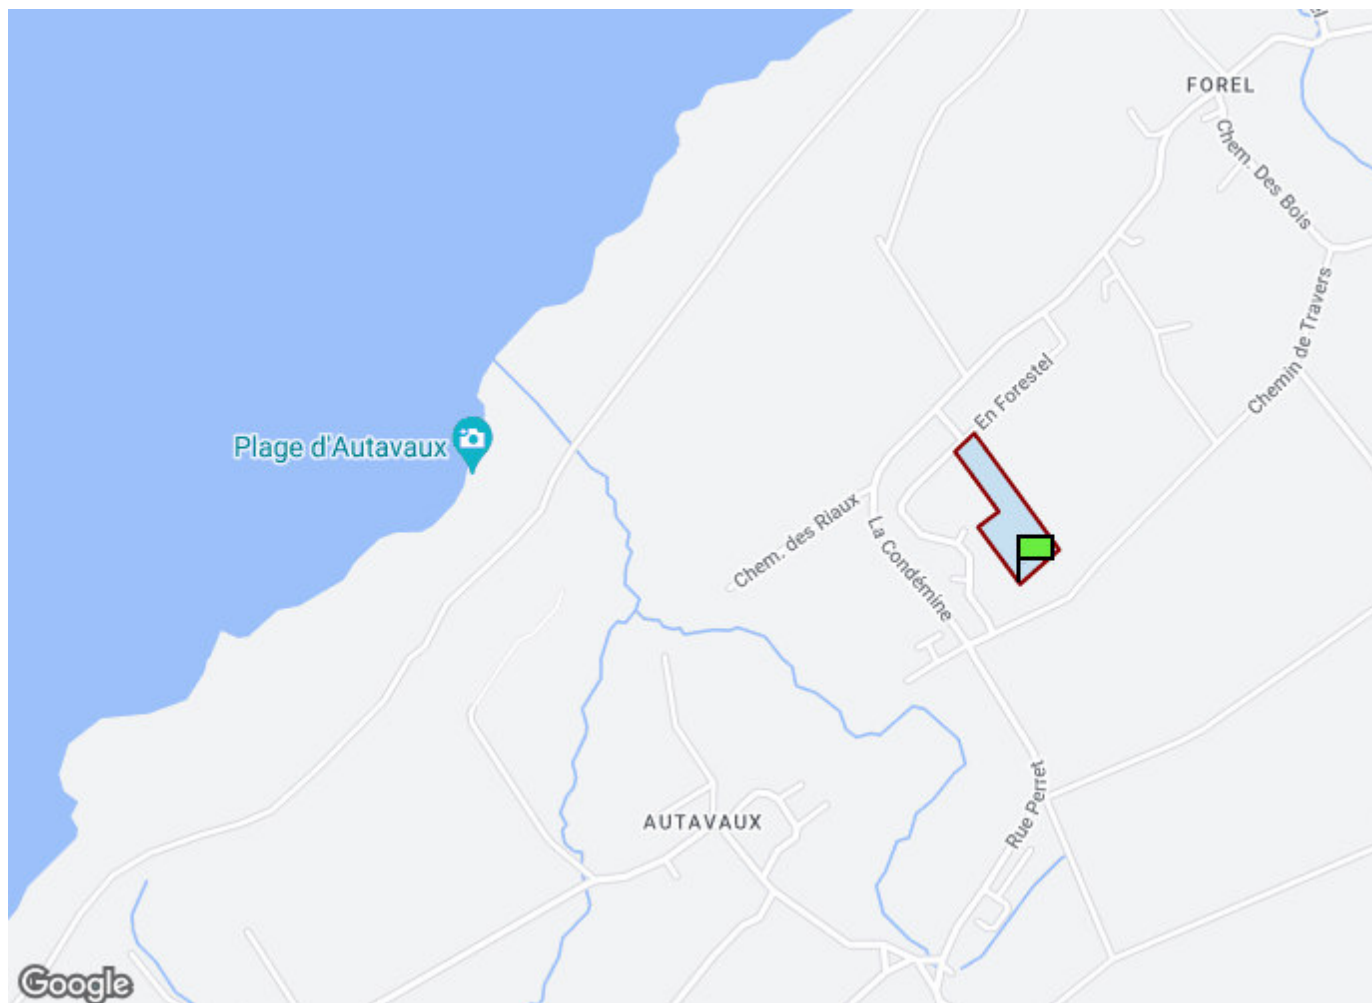 FOREL
Chem. Des Bois
Chemin de Travers
En Forestel
Plage d'Autavaux
Chem. des Riaux
La Condémine
Rue Perret
AUTAVAUX
Google